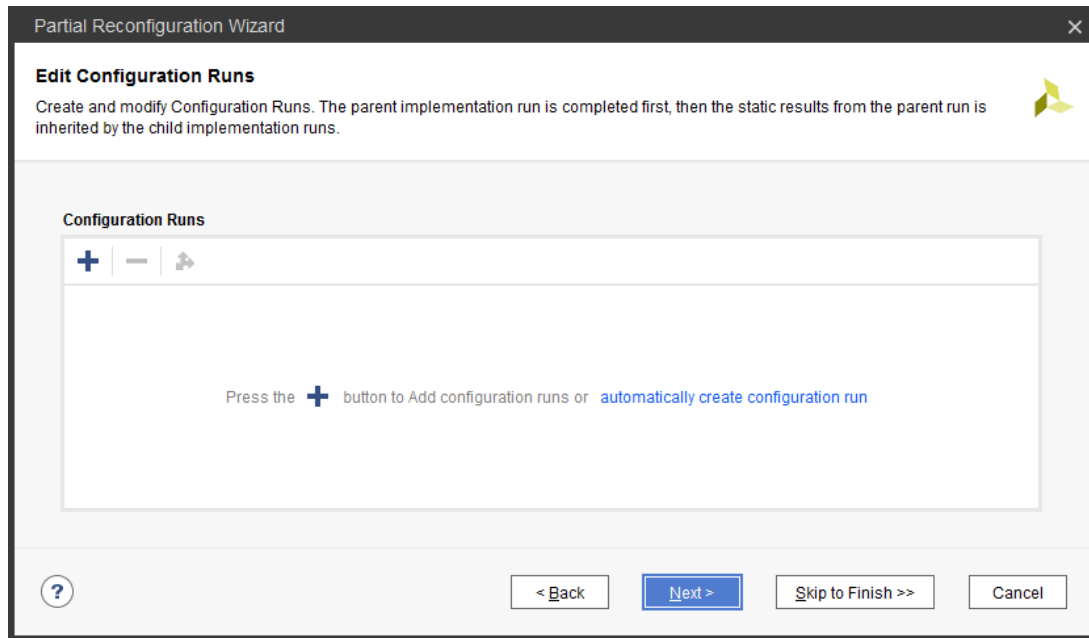 Partial Reconfiguration Wizard
Edit Configuration Runs
Create and modify Configuration Runs. The parent implementation run is completed first, then the static results from the parent run is
inherited by the child implementation runs.
Configuration Runs
Press the + button to Add configuration runs or automatically create configuration run
? < Back Next > Skip to Finish >> Cancel